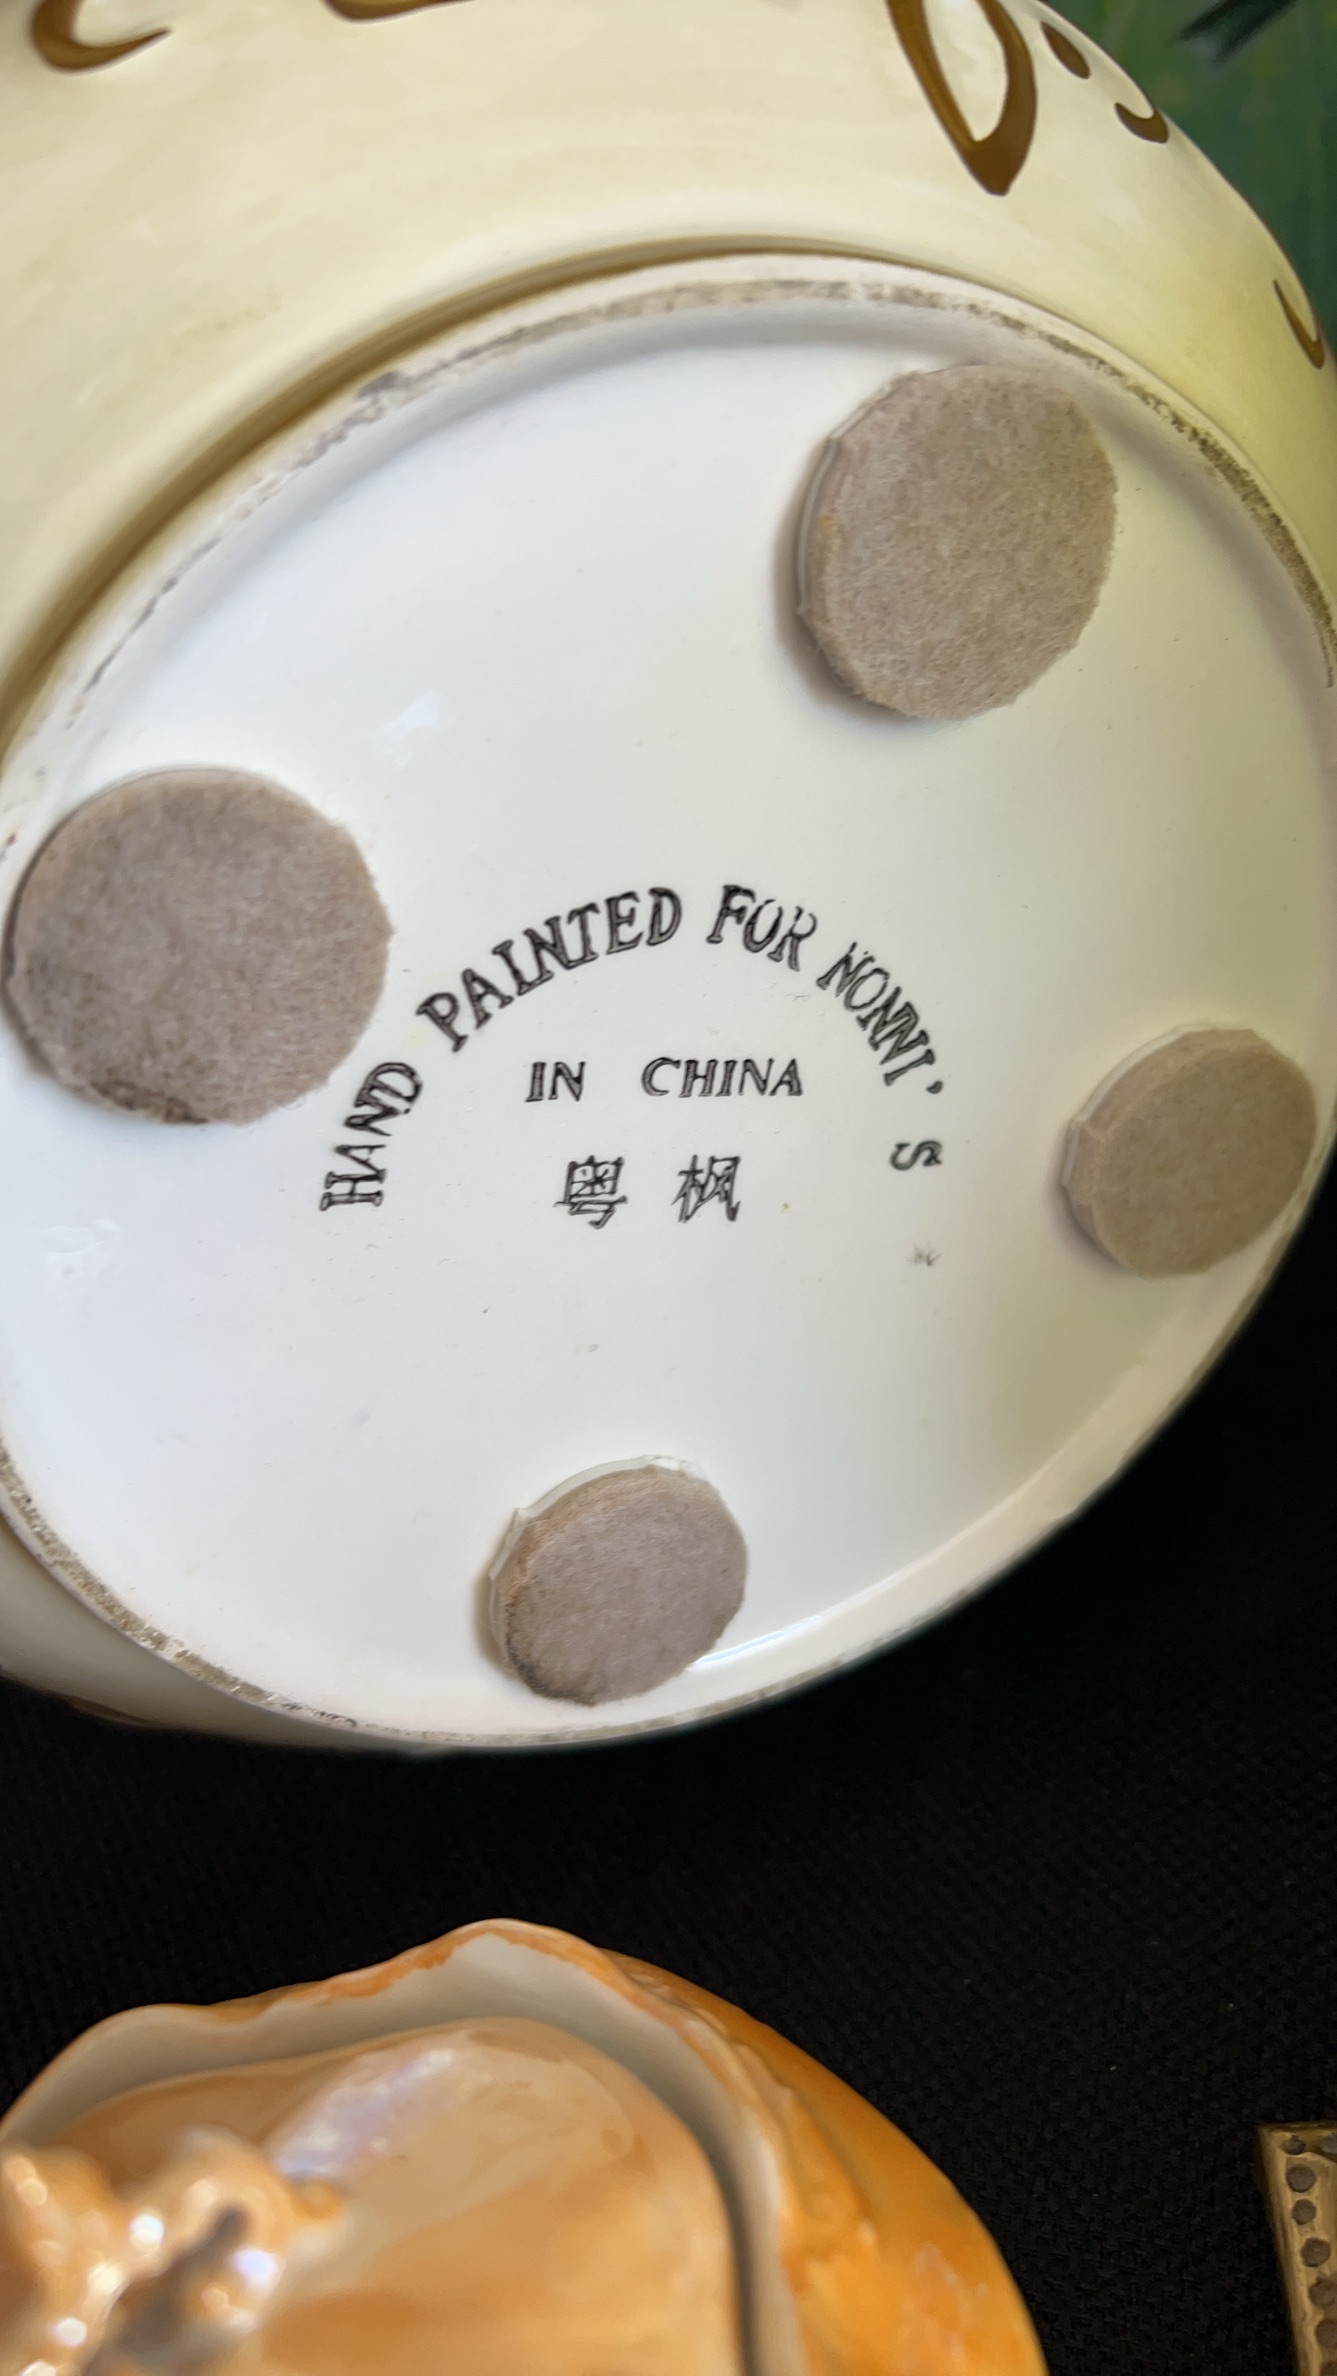 HAND PAINTED FOR NONNI'S
IN CHINA
粤枫